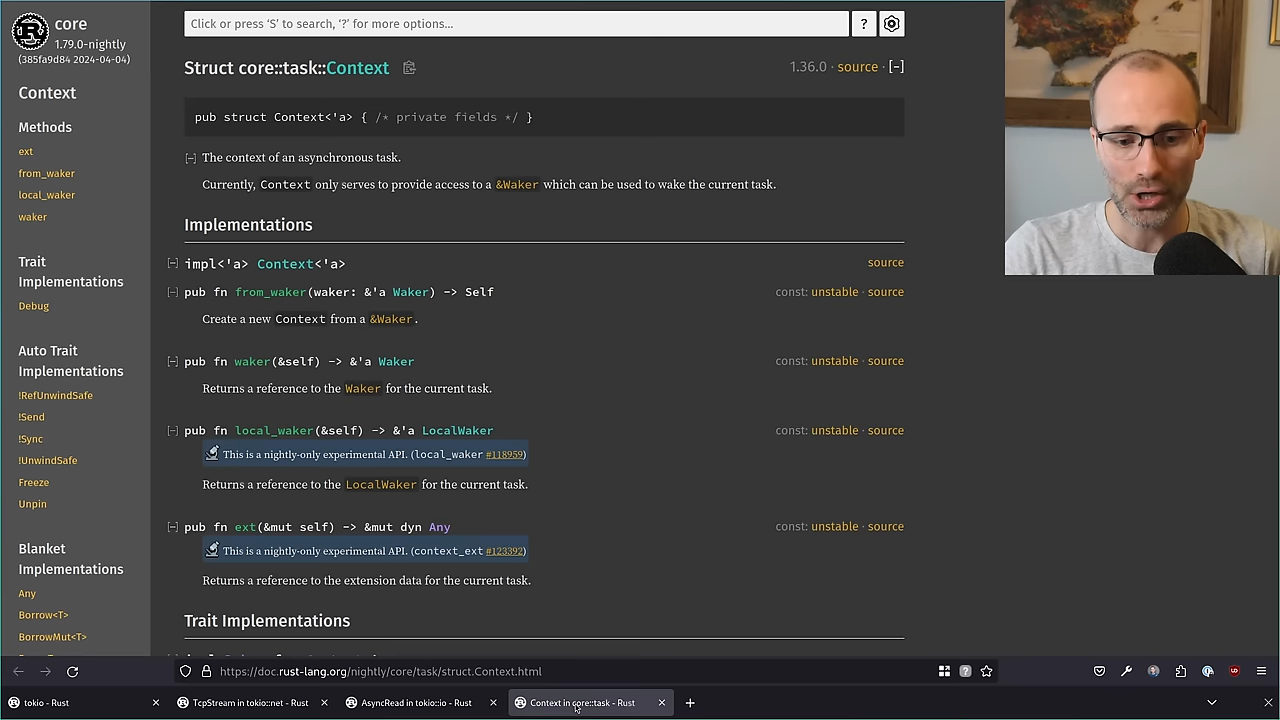 core
1.79.0-nightly
(385fa9d84 2024-04-04)
Context
Methods
ext
from_waker
local_waker
waker
Trait
Implementations
Debug
Auto Trait
Implementations
!RefUnwindSafe
!Send
!Sync
!UnwindSafe
Freeze
Unpin
Blanket
Implementations
Any
Borrow<T>
BorrowMut<T>
Click or press ‘S’ to search, ‘?’ for more options…
?
Struct core::task::Context
1.36.0 · source · [-]
pub struct Context<'a> { /* private fields */ }
[-] The context of an asynchronous task.
Currently, Context only serves to provide access to a &Waker which can be used to wake the current task.
Implementations
[-] impl<'a> Context<'a>
source
[-] pub fn from_waker(waker: &'a Waker) -> Self
const: unstable · source
Create a new Context from a &Waker.
[-] pub fn waker(&self) -> &'a Waker
const: unstable · source
Returns a reference to the Waker for the current task.
[-] pub fn local_waker(&self) -> &'a LocalWaker
const: unstable · source
This is a nightly-only experimental API. (local_waker #118959)
Returns a reference to the LocalWaker for the current task.
[-] pub fn ext(&mut self) -> &mut dyn Any
const: unstable · source
This is a nightly-only experimental API. (context_ext #123392)
Returns a reference to the extension data for the current task.
Trait Implementations
https://doc.rust-lang.org/nightly/core/task/struct.Context.html
tokio - Rust
TcpStream in tokio::net - Rust
AsyncRead in tokio::io - Rust
Context in core::task - Rust